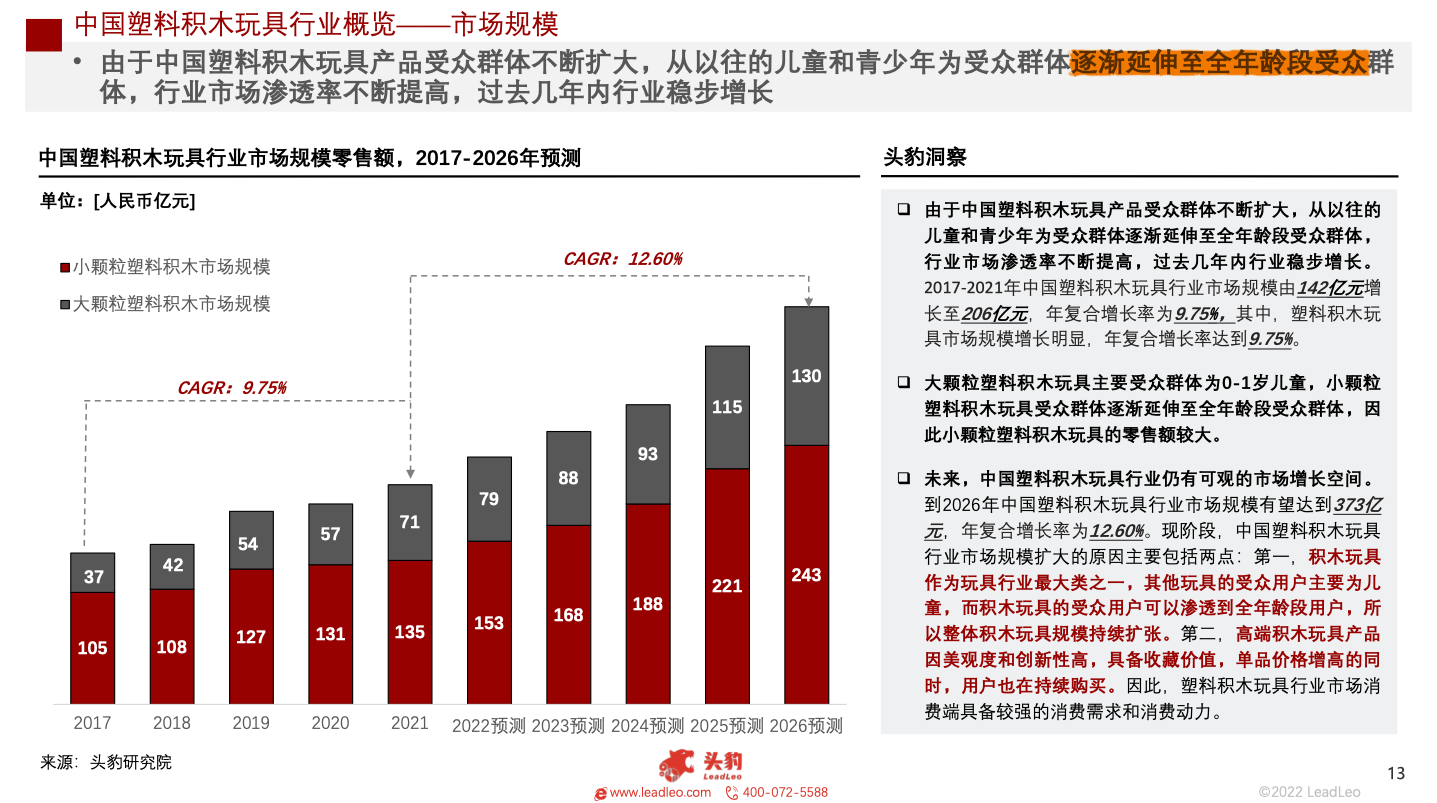 中国塑料积木玩具行业概览——市场规模
• 由于中国塑料积木玩具产品受众群体不断扩大，从以往的儿童和青少年为受众群体逐渐延伸至全年龄段受众群
体，行业市场渗透率不断提高，过去几年内行业稳步增长
中国塑料积木玩具行业市场规模零售额，2017-2026年预测
单位：[人民币亿元]
小颗粒塑料积木市场规模
大颗粒塑料积木市场规模
CAGR：12.60%
CAGR：9.75%
37 42 54 57 71 79 88 93 115 130
105 108 127 131 135 153 168 188 221 243
2017 2018 2019 2020 2021 2022预测 2023预测 2024预测 2025预测 2026预测
来源：头豹研究院
头豹洞察
由于中国塑料积木玩具产品受众群体不断扩大，从以往的
儿童和青少年为受众群体逐渐延伸至全年龄段受众群体，
行业市场渗透率不断提高，过去几年内行业稳步增长。
2017-2021年中国塑料积木玩具行业市场规模由142亿元增
长至206亿元，年复合增长率为9.75%，其中，塑料积木玩
具市场规模增长明显，年复合增长率达到9.75%。
大颗粒塑料积木玩具主要受众群体为0-1岁儿童，小颗粒
塑料积木玩具受众群体逐渐延伸至全年龄段受众群体，因
此小颗粒塑料积木玩具的零售额较大。
未来，中国塑料积木玩具行业仍有可观的市场增长空间。
到2026年中国塑料积木玩具行业市场规模有望达到373亿
元，年复合增长率为12.60%。现阶段，中国塑料积木玩具
行业市场规模扩大的原因主要包括两点：第一，积木玩具
作为玩具行业最大类之一，其他玩具的受众用户主要为儿
童，而积木玩具的受众用户可以渗透到全年龄段用户，所
以整体积木玩具规模持续扩张。第二，高端积木玩具产品
因美观度和创新性高，具备收藏价值，单品价格增高的同
时，用户也在持续购买。因此，塑料积木玩具行业市场消
费端具备较强的消费需求和消费动力。
头豹
LeadLeo
www.leadleo.com 400-072-5588
13
©2022 LeadLeo